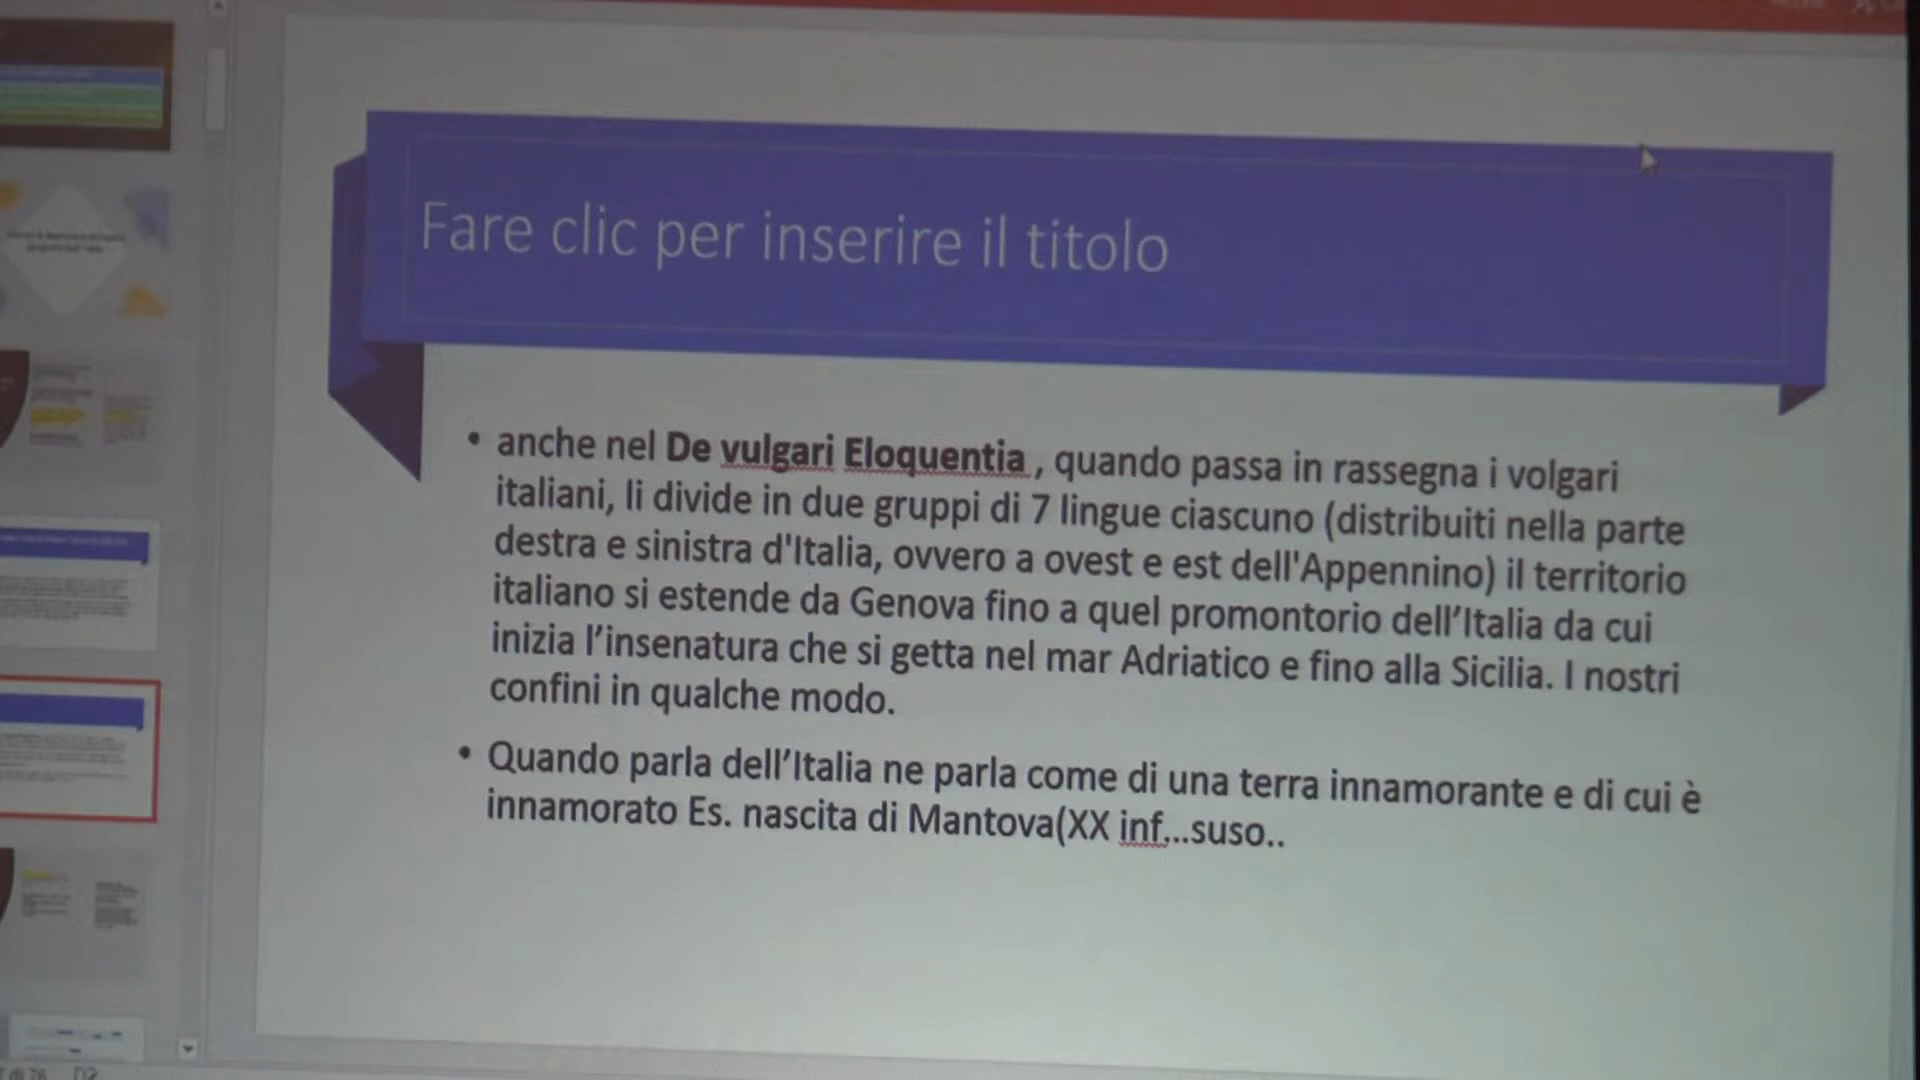 Fare clic per inserire il titolo
• anche nel De vulgari Eloquentia , quando passa in rassegna i volgari
italiani, li divide in due gruppi di 7 lingue ciascuno (distribuiti nella parte
destra e sinistra d'Italia, ovvero a ovest e est dell'Appennino) il territorio
italiano si estende da Genova fino a quel promontorio dell’Italia da cui
inizia l’insenatura che si getta nel mar Adriatico e fino alla Sicilia. I nostri
confini in qualche modo.
• Quando parla dell’Italia ne parla come di una terra innamorante e di cui è
innamorato Es. nascita di Mantova(XX inf...suso..